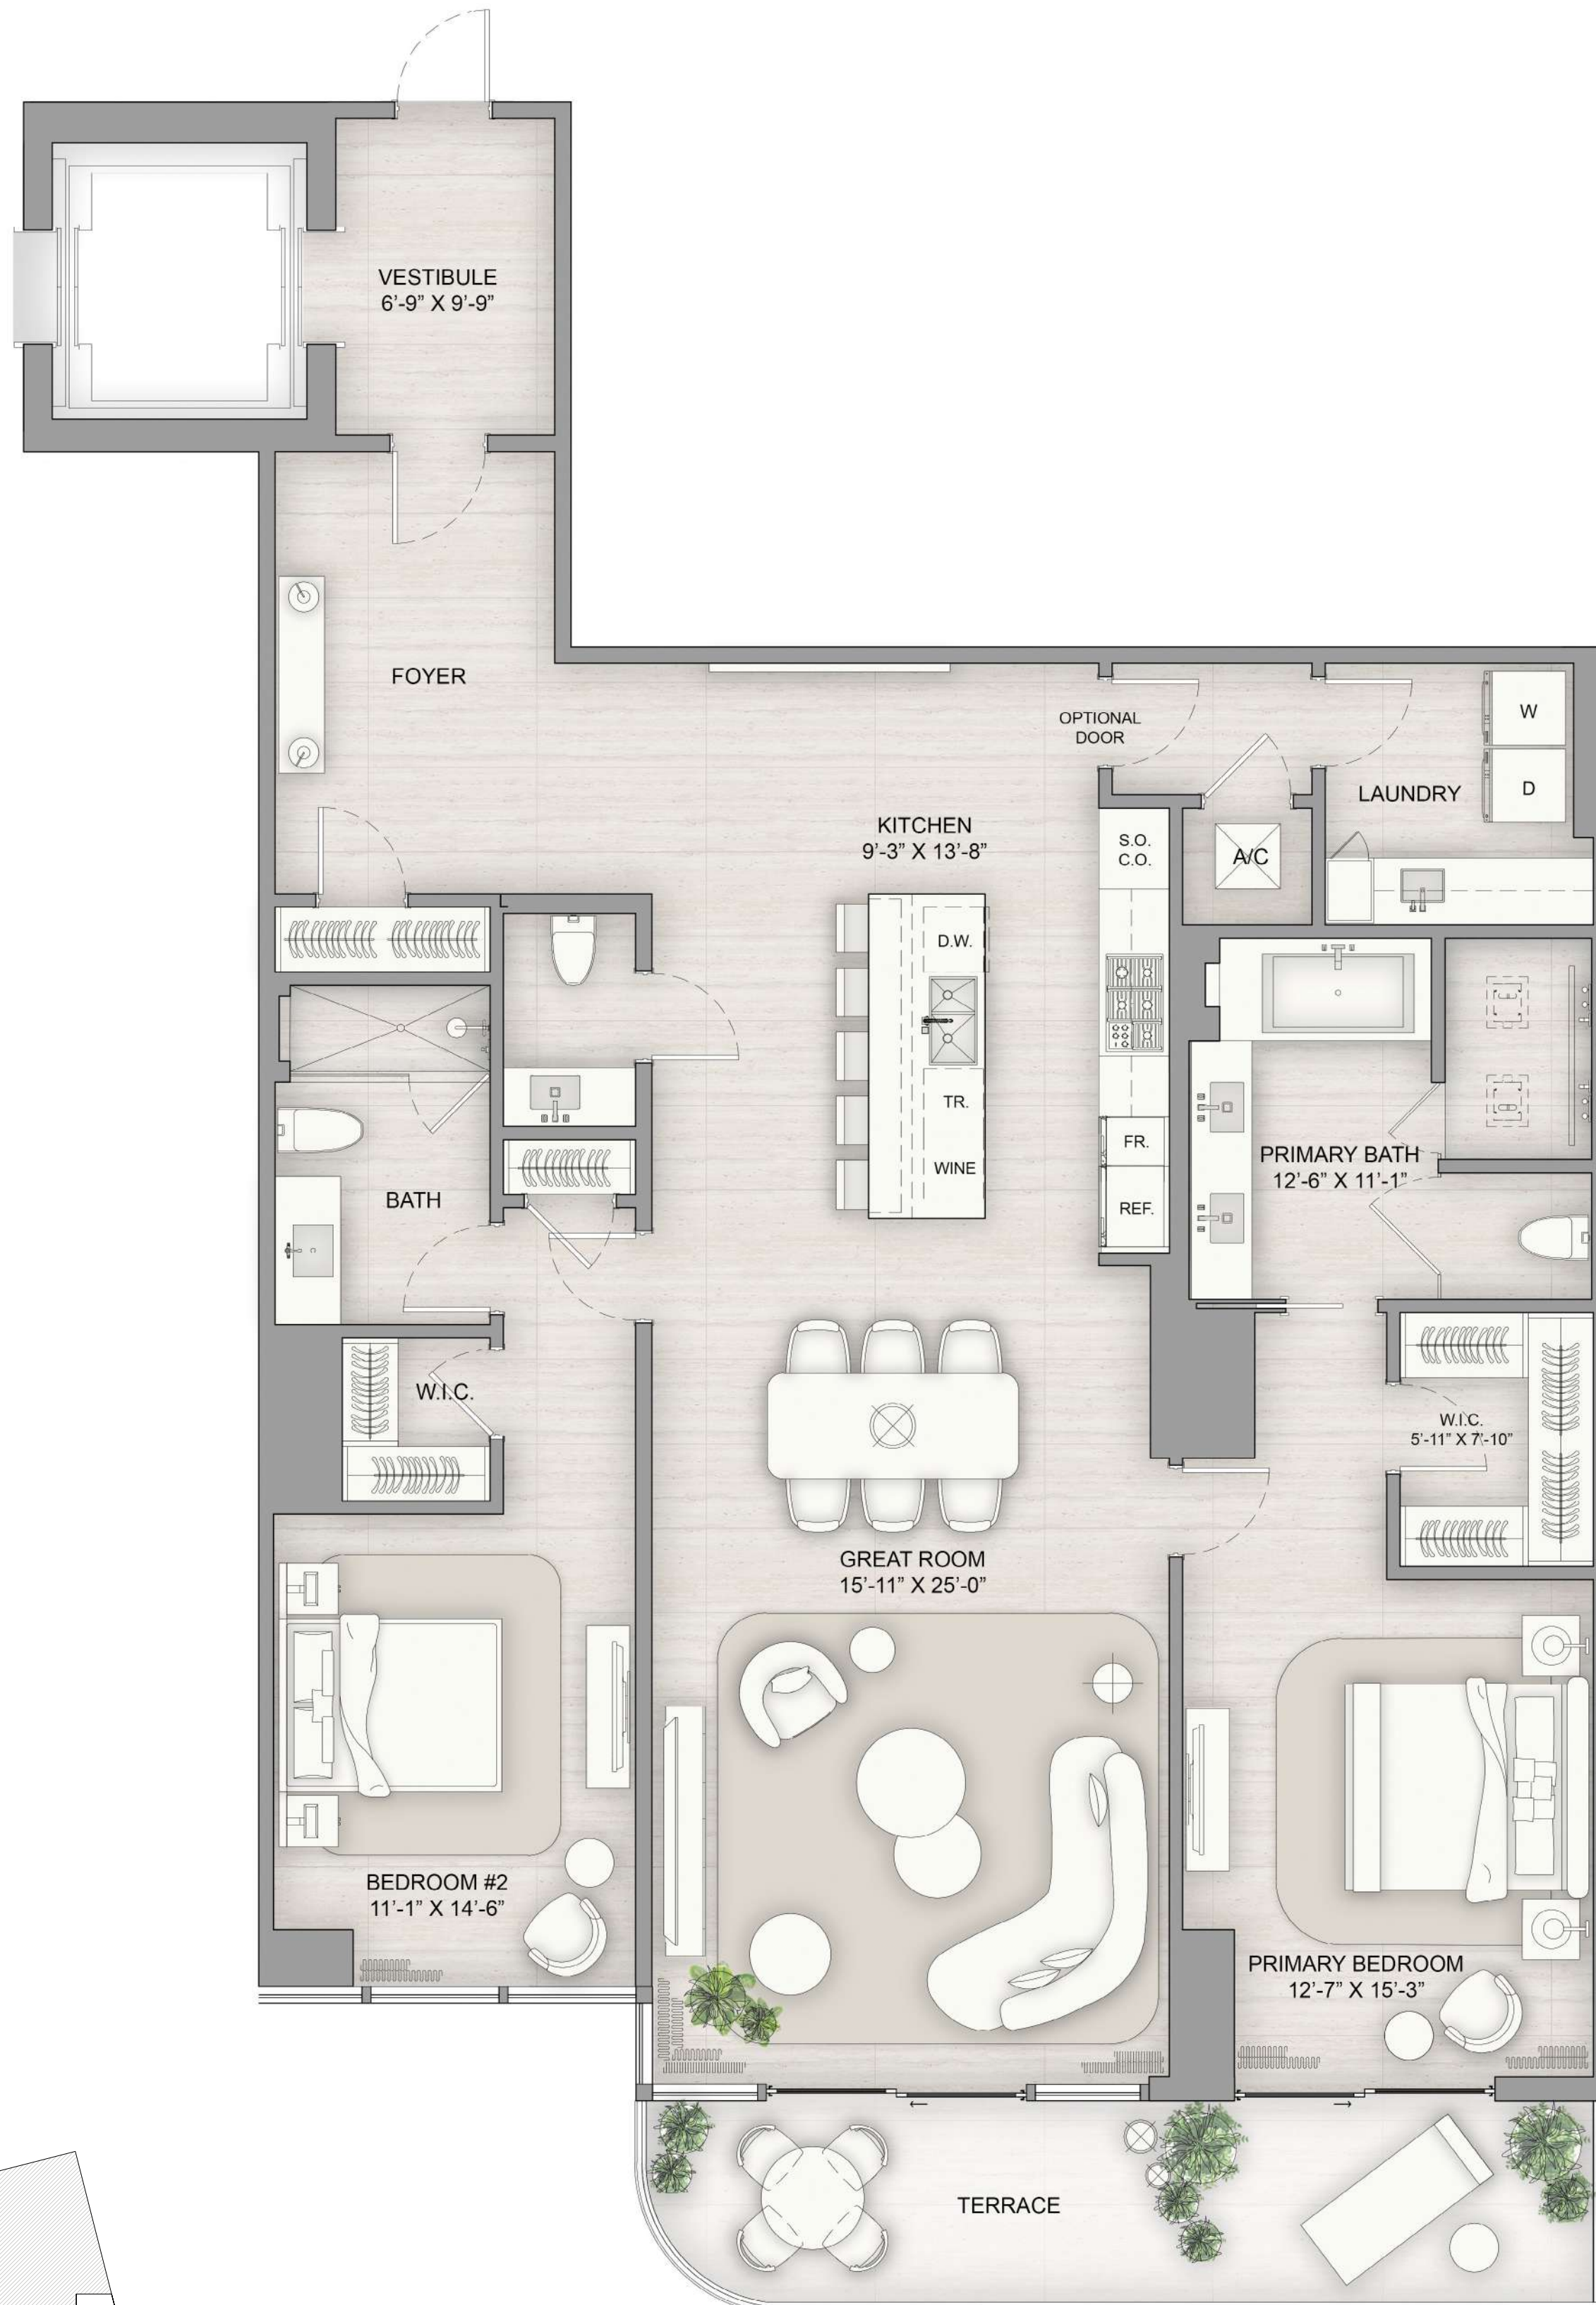 VESTIBULE
6’-9” X 9’-9”
FOYER
OPTIONAL
DOOR
W
D
LAUNDRY
KITCHEN
9’-3” X 13’-8”
S.O.
C.O.
A/C
D.W.
TR.
WINE
FR.
REF.
PRIMARY BATH
12’-6” X 11’-1”
BATH
W.I.C.
W.I.C.
5’-11” X 7’-10”
GREAT ROOM
15’-11” X 25’-0”
BEDROOM #2
11’-1” X 14’-6”
PRIMARY BEDROOM
12’-7” X 15’-3”
TERRACE